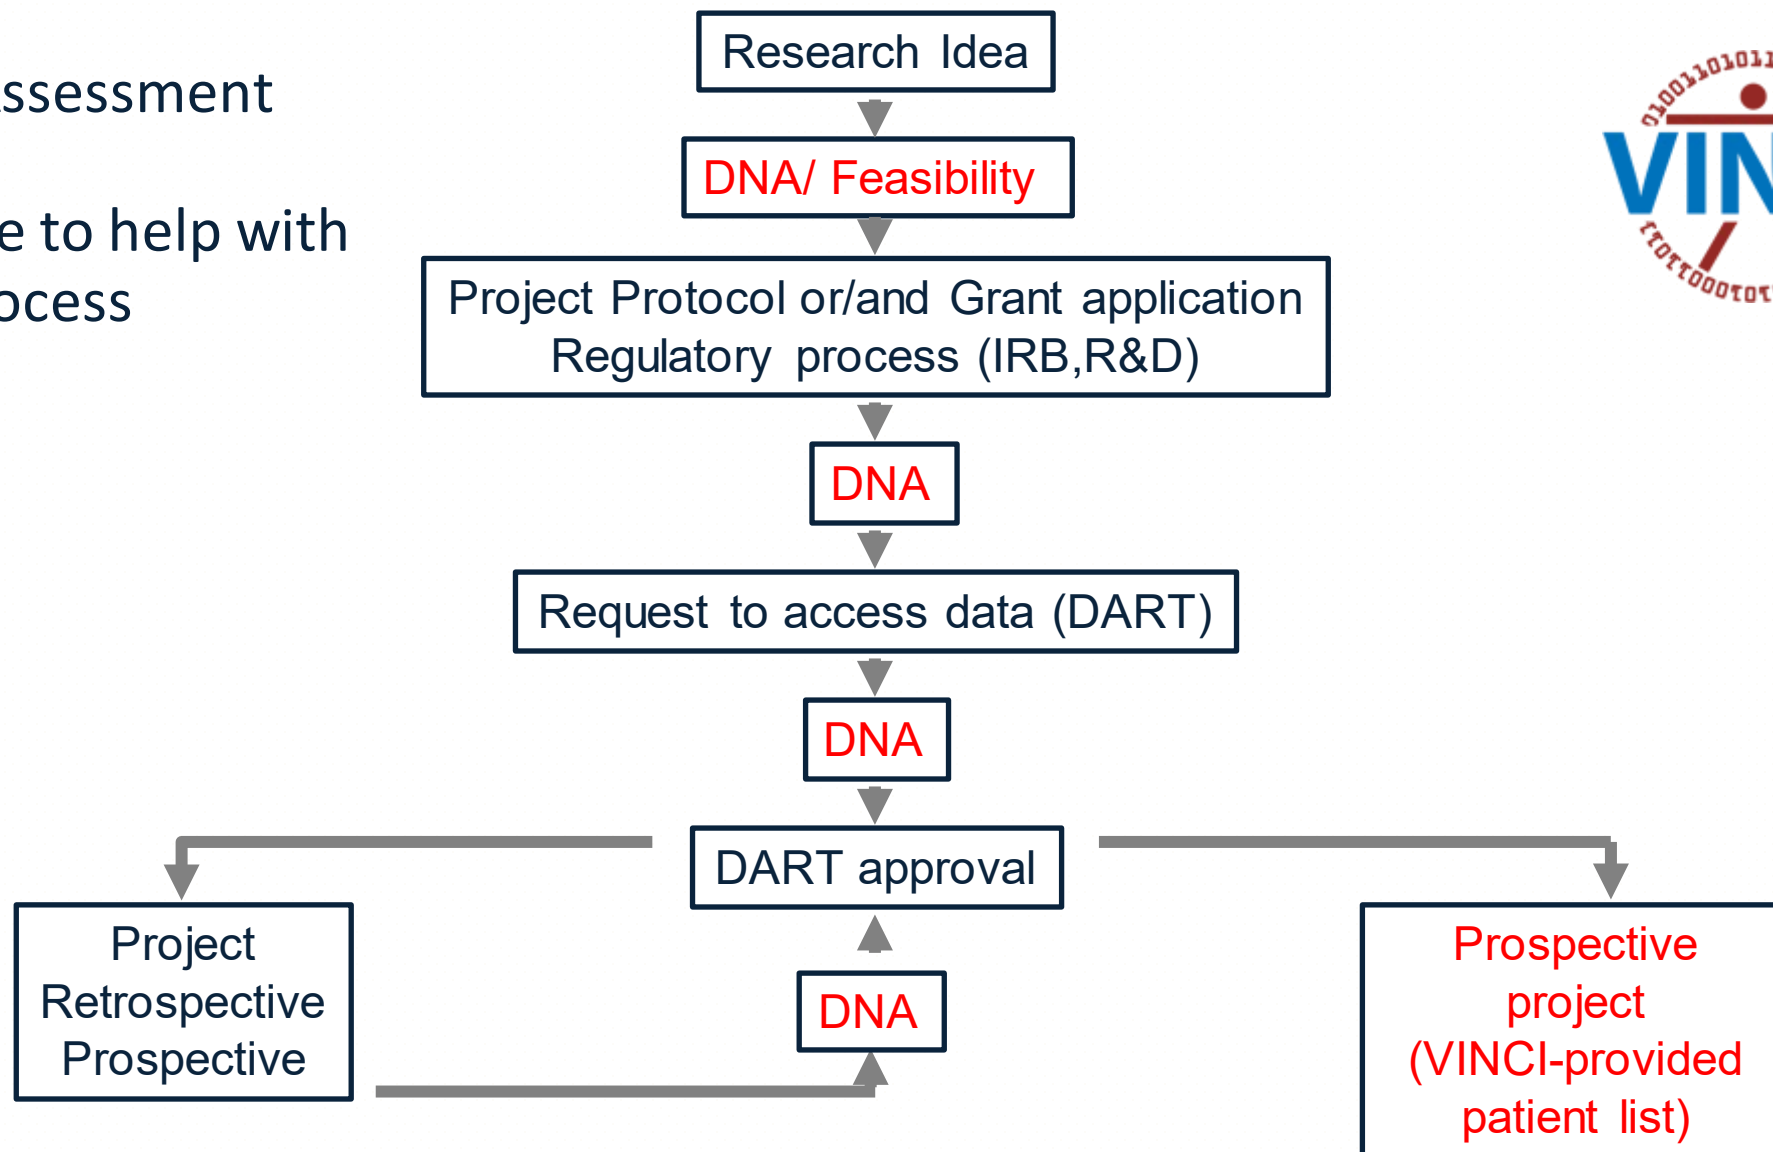 ssessment
e to help with
ocess
Research Idea
DNA/ Feasibility
Project Protocol or/and Grant application
Regulatory process (IRB,R&D)
DNA
Request to access data (DART)
DNA
DART approval
Project
Retrospective
Prospective
DNA
Prospective
project
(VINCI-provided
patient list)
VIN